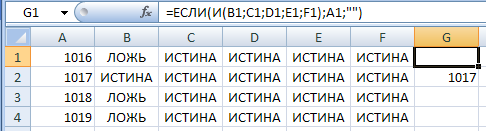 G1 fx =ЕСЛИ(И(B1;C1;D1;E1;F1);A1;"")
A B C D E F G
1 1016 ЛОЖЬ ИСТИНА ИСТИНА ИСТИНА ИСТИНА
2 1017 ИСТИНА ИСТИНА ИСТИНА ИСТИНА ИСТИНА 1017
3 1018 ЛОЖЬ ИСТИНА ИСТИНА ИСТИНА ИСТИНА
4 1019 ЛОЖЬ ИСТИНА ИСТИНА ИСТИНА ИСТИНА